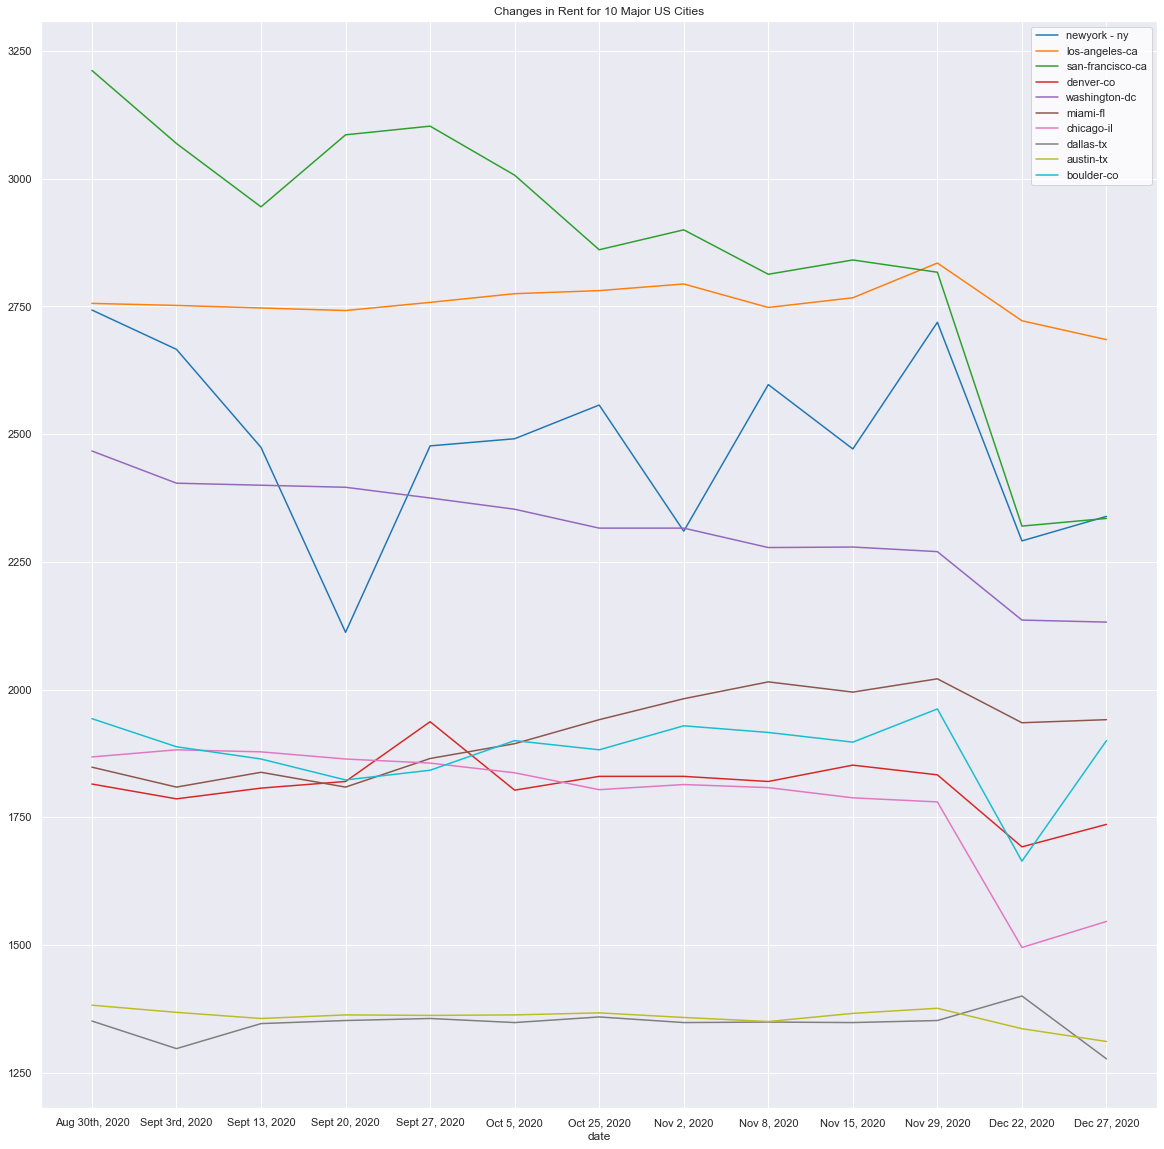 Changes in Rent for 10 Major US Cities
newyork - ny
los-angeles-ca
san-francisco-ca
denver-co
washington-dc
miami-fl
chicago-il
dallas-tx
austin-tx
boulder-co
3250
3000
2750
2500
2250
2000
1750
1500
1250
Aug 30th, 2020 Sept 3rd, 2020 Sept 13, 2020 Sept 20, 2020 Sept 27, 2020 Oct 5, 2020 Oct 25, 2020 Nov 2, 2020 Nov 8, 2020 Nov 15, 2020 Nov 29, 2020 Dec 22, 2020 Dec 27, 2020
date